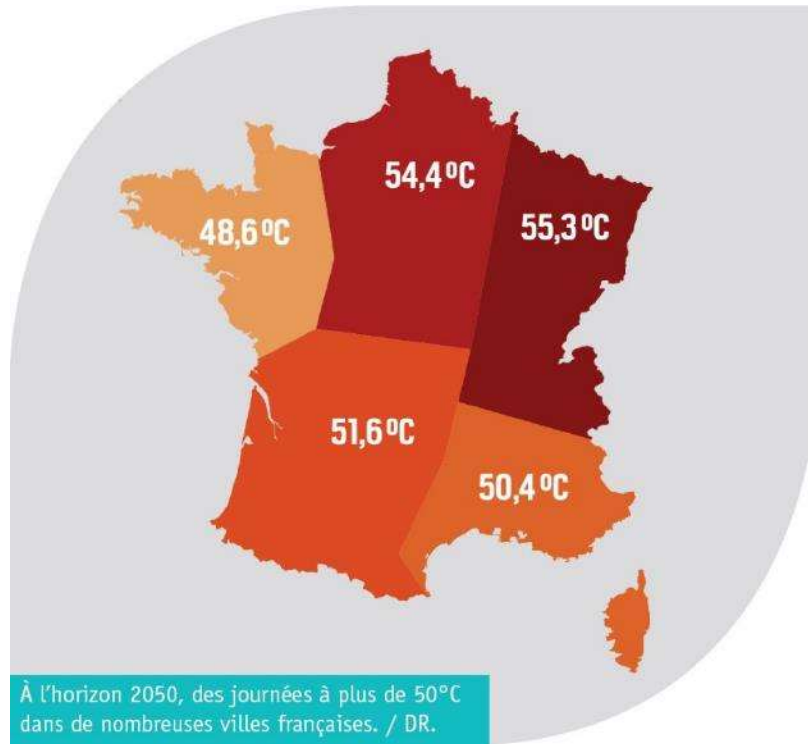 54,4°C
48,6°C
55,3°C
51,6°C
50,4°C
À l'horizon 2050, des journées à plus de 50°C
dans de nombreuses villes françaises. / DR.